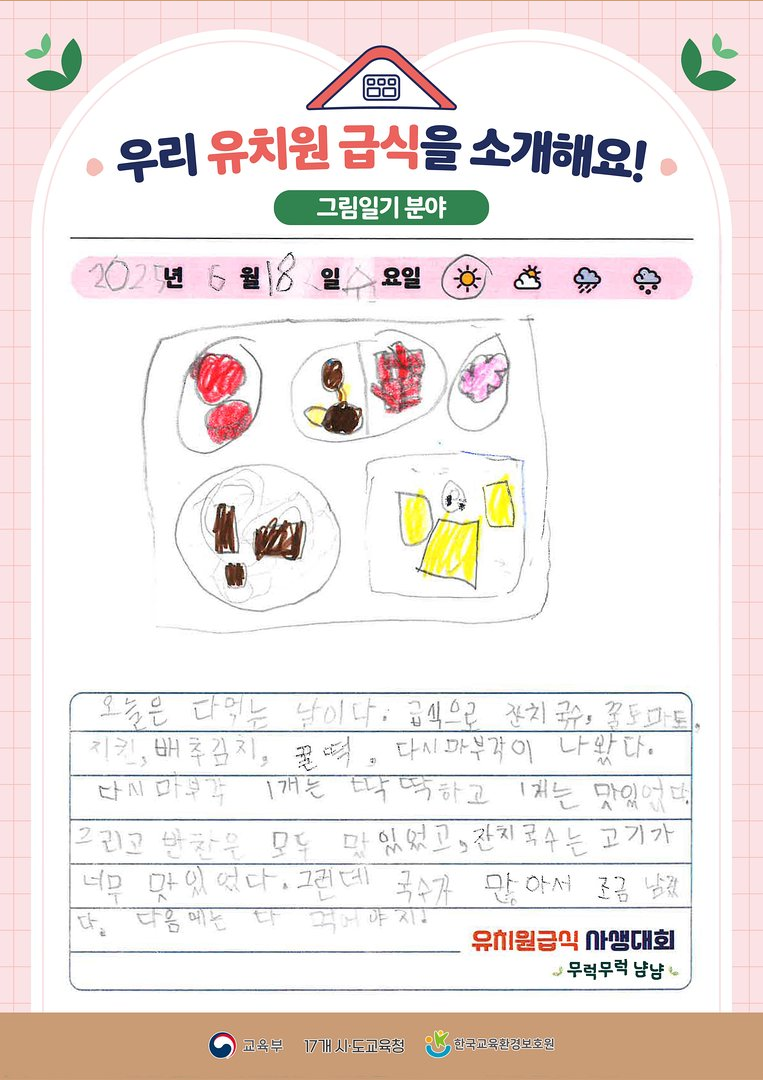 우리 유치원 급식을 소개해요!
그림일기 분야
2025년 6월 18일 수요일
오늘은 다먹는 날이다. 급식으로 잔치국수, 꿀토마토,
치킨, 배추김치, 꿀떡, 다시마부각이 나왔다.
다시마부각 1개는 딱딱하고 1개는 맛있었다.
그리고 반찬은 모두 맛있었고, 잔치국수는 고기가
너무 맛있었다. 그런데 국수가 많아서 조금 남겼
다. 다음에는 다 먹어야지!
유치원급식 사생대회
무럭무럭 냠냠
교육부 17개 시·도교육청 한국교육환경보호원